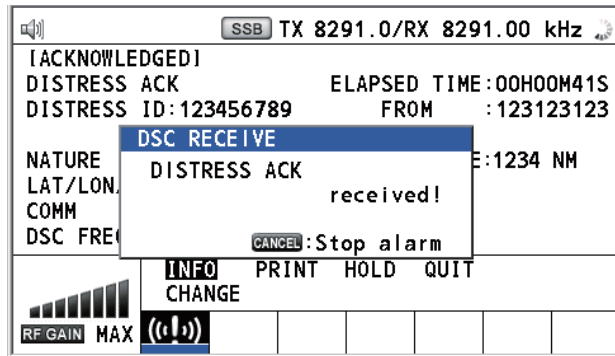 SSB TX 8291.0/RX 8291.00 kHz
[ACKNOWLEDGED]
DISTRESS ACK ELAPSED TIME:00H00M41S
DISTRESS ID:123456789 FROM :123123123
DSC RECEIVE
NATURE E:1234 NM
DISTRESS ACK
LAT/LON
received!
COMM
DSC
CANCEL:Stop alarm
INFO PRINT HOLD QUIT
CHANGE
RF GAIN MAX